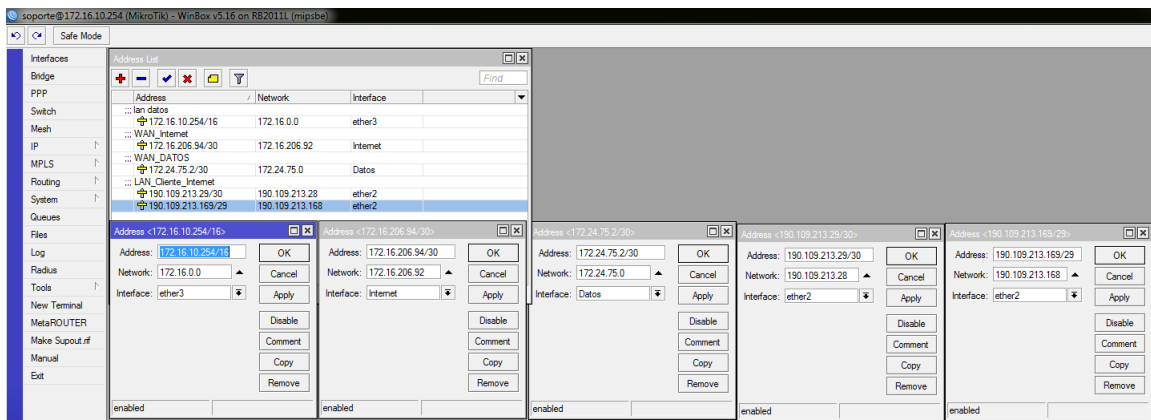 soporte@172.16.10.254 (MikroTik) - WinBox v5.16 on RB2011L (mipsbe)
Safe Mode
Interfaces
Bridge
PPP
Switch
Mesh
IP
MPLS
Routing
System
Queues
Files
Log
Radius
Tools
New Terminal
MetaROUTER
Make Supout.rif
Manual
Exit
Address List
Find
Address Network Interface
;;; lan datos
172.16.10.254/16 172.16.0.0 ether3
;;; WAN_Internet
172.16.206.94/30 172.16.206.92 Internet
;;; WAN_DATOS
172.24.75.2/30 172.24.75.0 Datos
;;; LAN_Cliente_Internet
190.109.213.29/30 190.109.213.28 ether2
190.109.213.169/29 190.109.213.168 ether2
Address <172.16.10.254/16>
Address: 172.16.10.254/16 OK
Network: 172.16.0.0 Cancel
Interface: ether3 Apply
Disable
Comment
Copy
Remove
enabled
Address <172.16.206.94/30>
Address: 172.16.206.94/30 OK
Network: 172.16.206.92 Cancel
Interface: Internet Apply
Disable
Comment
Copy
Remove
enabled
Address <172.24.75.2/30>
Address: 172.24.75.2/30 OK
Network: 172.24.75.0 Cancel
Interface: Datos Apply
Disable
Comment
Copy
Remove
enabled
Address <190.109.213.29/30>
Address: 190.109.213.29/30 OK
Network: 190.109.213.28 Cancel
Interface: ether2 Apply
Disable
Comment
Copy
Remove
enabled
Address <190.109.213.169/29>
Address: 190.109.213.169/29 OK
Network: 190.109.213.168 Cancel
Interface: ether2 Apply
Disable
Comment
Copy
Remove
enabled